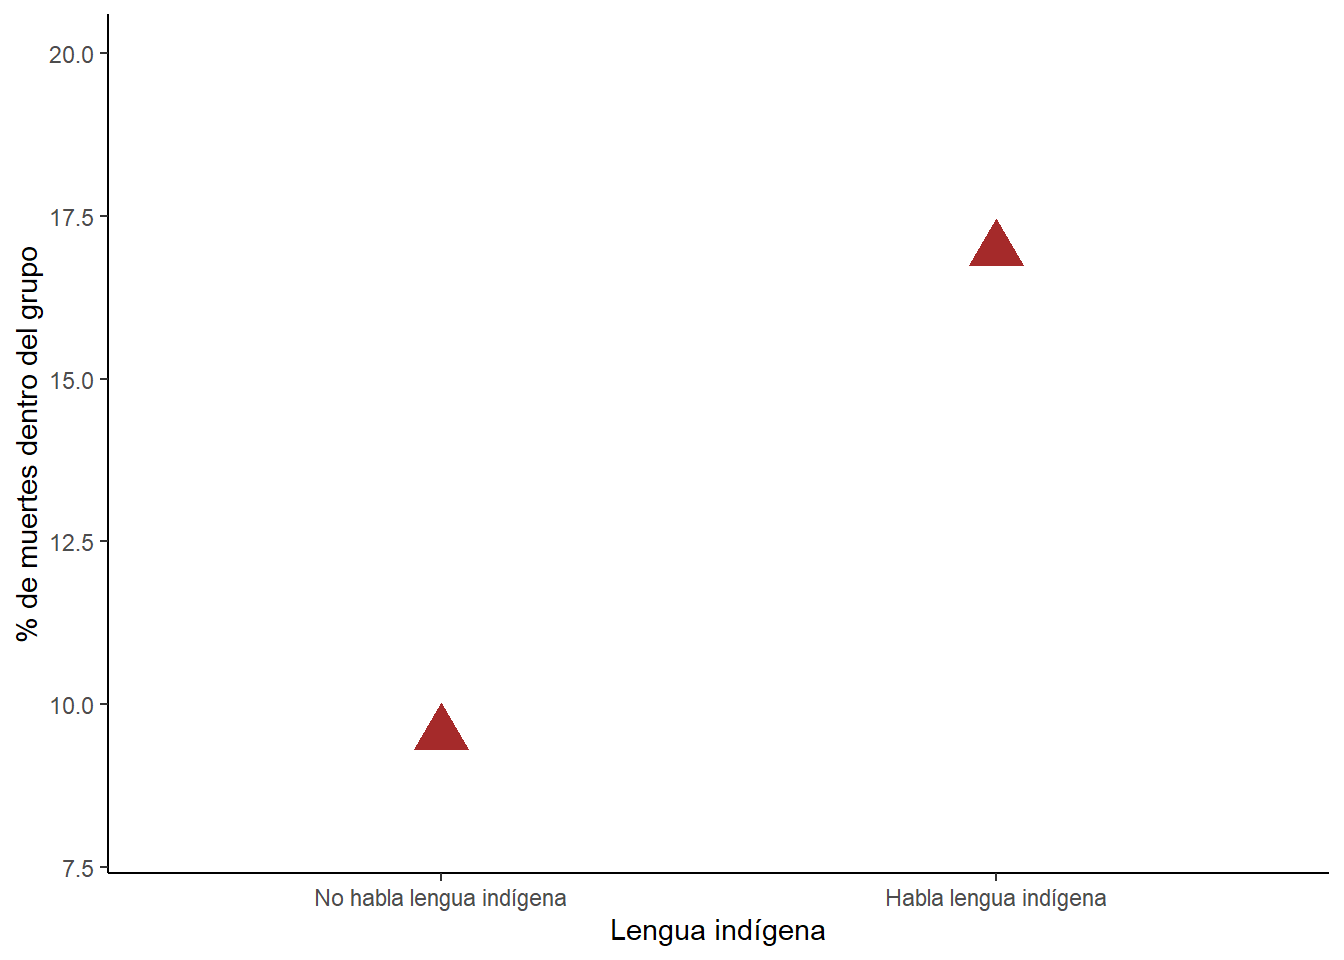 % de muertes dentro del grupo
20.0
17.5
15.0
12.5
10.0
7.5
No habla lengua indígena
Habla lengua indígena
Lengua indígena